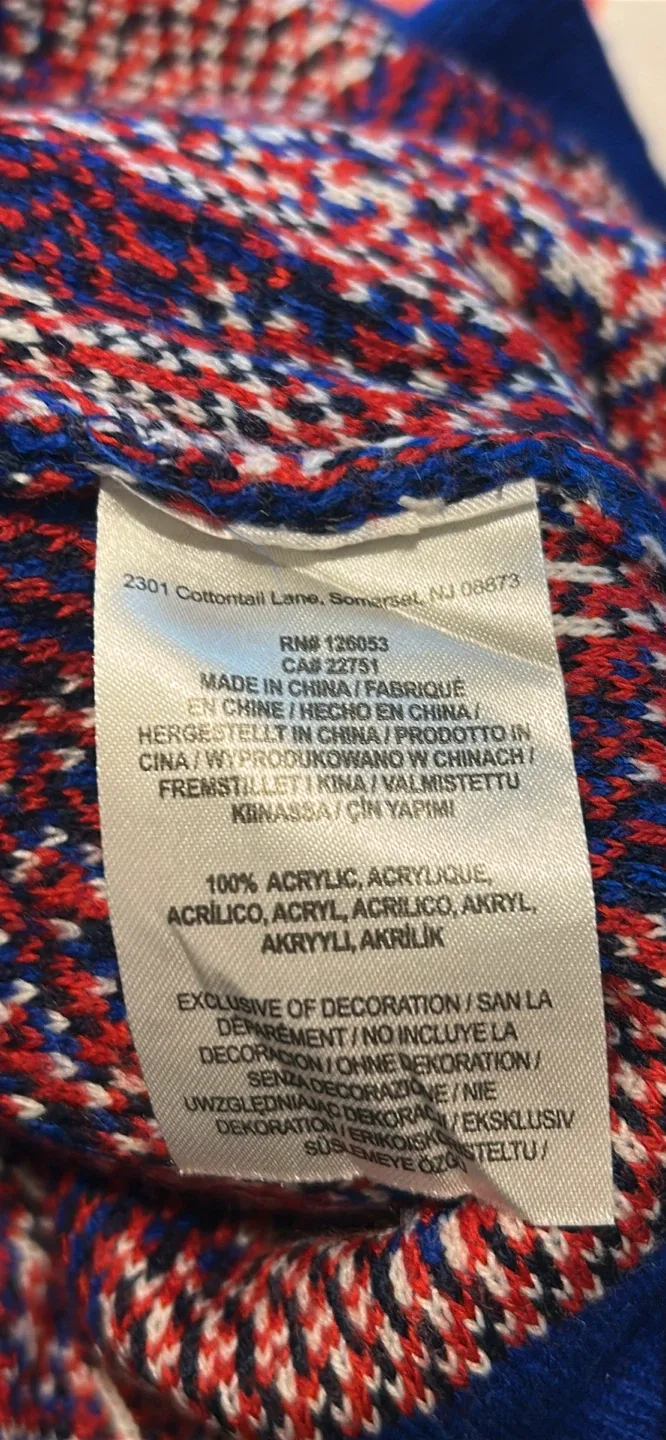 2301 Cottontail Lane, Somerset, NJ 08873
RN# 126053
CA# 22751
MADE IN CHINA / FABRIQUÉ
EN CHINE / HECHO EN CHINA /
HERGESTELLT IN CHINA / PRODOTTO IN
CINA / WYPRODUKOWANO W CHINACH /
FREMSTILLET I KINA / VALMISTETTU
KIINASSA / ÇİN YAPIMI
100% ACRYLIC, ACRYLIQUE,
ACRÍLICO, ACRYL, ACRILICO, AKRYL,
AKRYYLI, AKRİLİK
EXCLUSIVE OF DECORATION / SAN LA
DÉPAREMENT / NO INCLUYE LA
DECORACION / OHNE DEKORATION /
SENZA DECORAZIONE / NIE
UWZGLĘDNIAJĄC DEKORACJI / EKSKLUSIV
DEKORATION /
SÜSLEMEYE